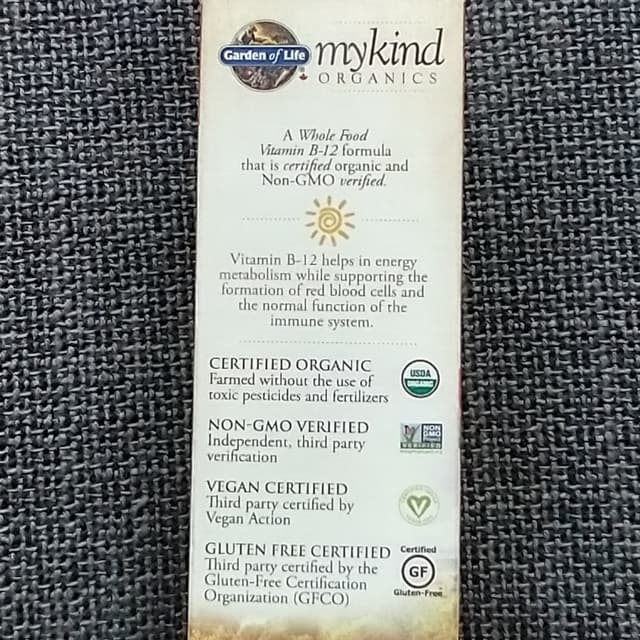 Garden of Life
mykind
ORGANICS
A Whole Food
Vitamin B-12 formula
that is certified organic and
Non-GMO verified.
Vitamin B-12 helps in energy
metabolism while supporting the
formation of red blood cells and
the normal function of the
immune system.
CERTIFIED ORGANIC
Farmed without the use of
toxic pesticides and fertilizers
USDA
ORGANIC
NON-GMO VERIFIED
Independent, third party
verification
NON
GMO
VEGAN CERTIFIED
Third party certified by
Vegan Action
GLUTEN FREE CERTIFIED
Third party certified by the
Gluten-Free Certification
Organization (GFCO)
Certified
GF
Gluten-Free